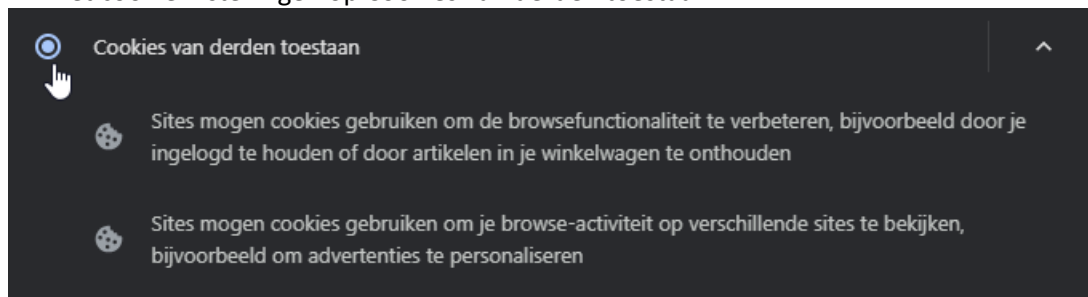 Cookies van derden toestaan
Sites mogen cookies gebruiken om de browsefunctionaliteit te verbeteren, bijvoorbeeld door je
ingelogd te houden of door artikelen in je winkelwagen te onthouden
Sites mogen cookies gebruiken om je browse-activiteit op verschillende sites te bekijken,
bijvoorbeeld om advertenties te personaliseren